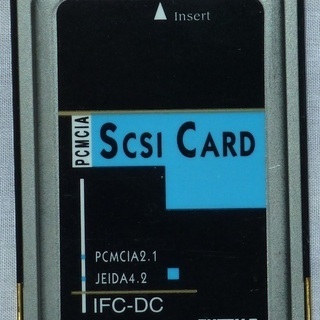 Insert
PCMCIA
SCSI CARD
PCMCIA2.1
JEIDA4.2
IFC-DC